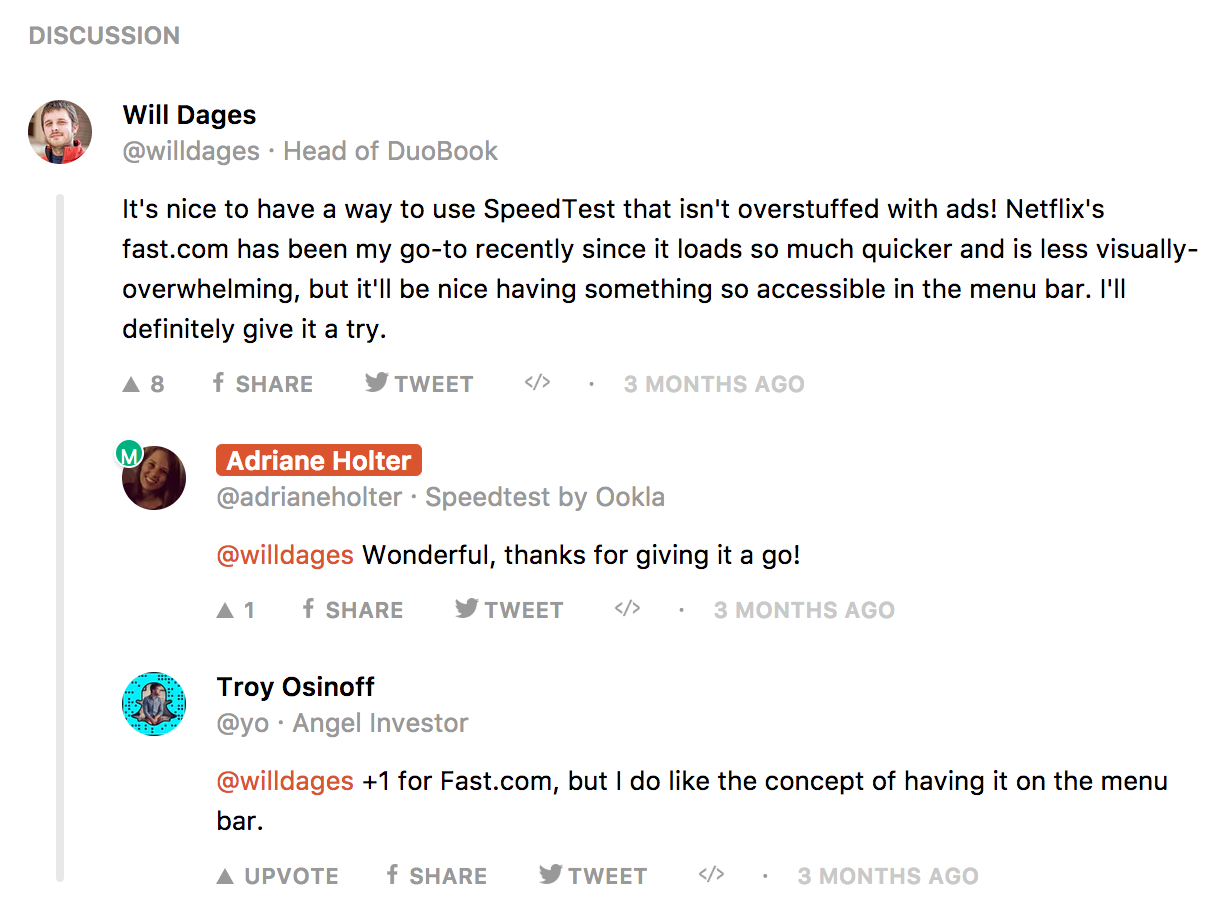 DISCUSSION
Will Dages
@willdages · Head of DuoBook
It's nice to have a way to use SpeedTest that isn't overstuffed with ads! Netflix's
fast.com has been my go-to recently since it loads so much quicker and is less visually-
overwhelming, but it'll be nice having something so accessible in the menu bar. I'll
definitely give it a try.
▲ 8 f SHARE TWEET </> · 3 MONTHS AGO
M
Adriane Holter
@adrianeholter · Speedtest by Ookla
@willdages Wonderful, thanks for giving it a go!
▲ 1 f SHARE TWEET </> · 3 MONTHS AGO
Troy Osinoff
@yo · Angel Investor
@willdages +1 for Fast.com, but I do like the concept of having it on the menu
bar.
▲ UPVOTE f SHARE TWEET </> · 3 MONTHS AGO